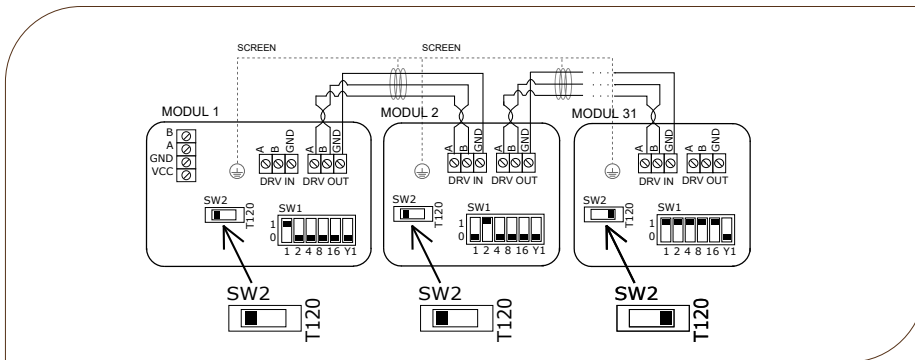 SCREEN
SCREEN
MODUL 1
B
A
GND
VCC
A
B
GND
DRV IN
A
B
GND
DRV OUT
SW2
T120
SW1
1
0
1 2 4 8 16 Y1
SW2
T120
MODUL 2
A
B
GND
DRV IN
A
B
GND
DRV OUT
SW2
T120
SW1
1
0
1 2 4 8 16 Y1
SW2
T120
MODUL 31
A
B
GND
DRV IN
A
B
GND
DRV OUT
SW2
T120
SW1
1
0
1 2 4 8 16 Y1
SW2
T120